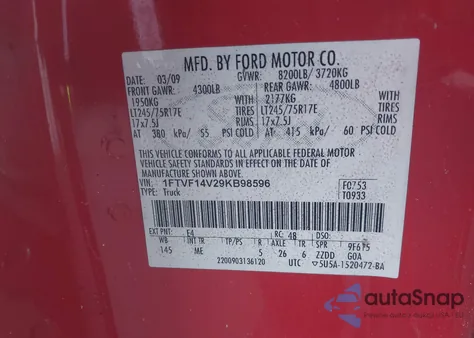 MFD. BY FORD MOTOR CO.
03/09 GVWR: 8200LB/ 3720KG
FRONT GAWR: 4300LB REAR GAWR: 4800LB
1950KG WITH 2177KG WITH
LT245/75R17E TIRES LT245/75R17E TIRES
17x7.5J RIMS 17x7.5J RIMS
AT 380 kPa/ 55 PSI COLD AT 415 kPa/ 60 PSI COLD
THIS VEHICLE CONFORMS TO ALL APPLICABLE FEDERAL MOTOR
VEHICLE SAFETY STANDARDS IN EFFECT ON THE DATE OF
MANUFACTURE SHOWN ABOVE.
VIN: 1FTVF14V29KB98596 F0753
TYPE: Truck T0933
EXT PNT: E4 RC: 48 DSO:
WB INT TR TP/PS R AXLE TR SPR 9F675
145 ME 5 26 6 ZZDD G0A
2200903136120 UTC 5U5A-1520472-BA
autoSnap